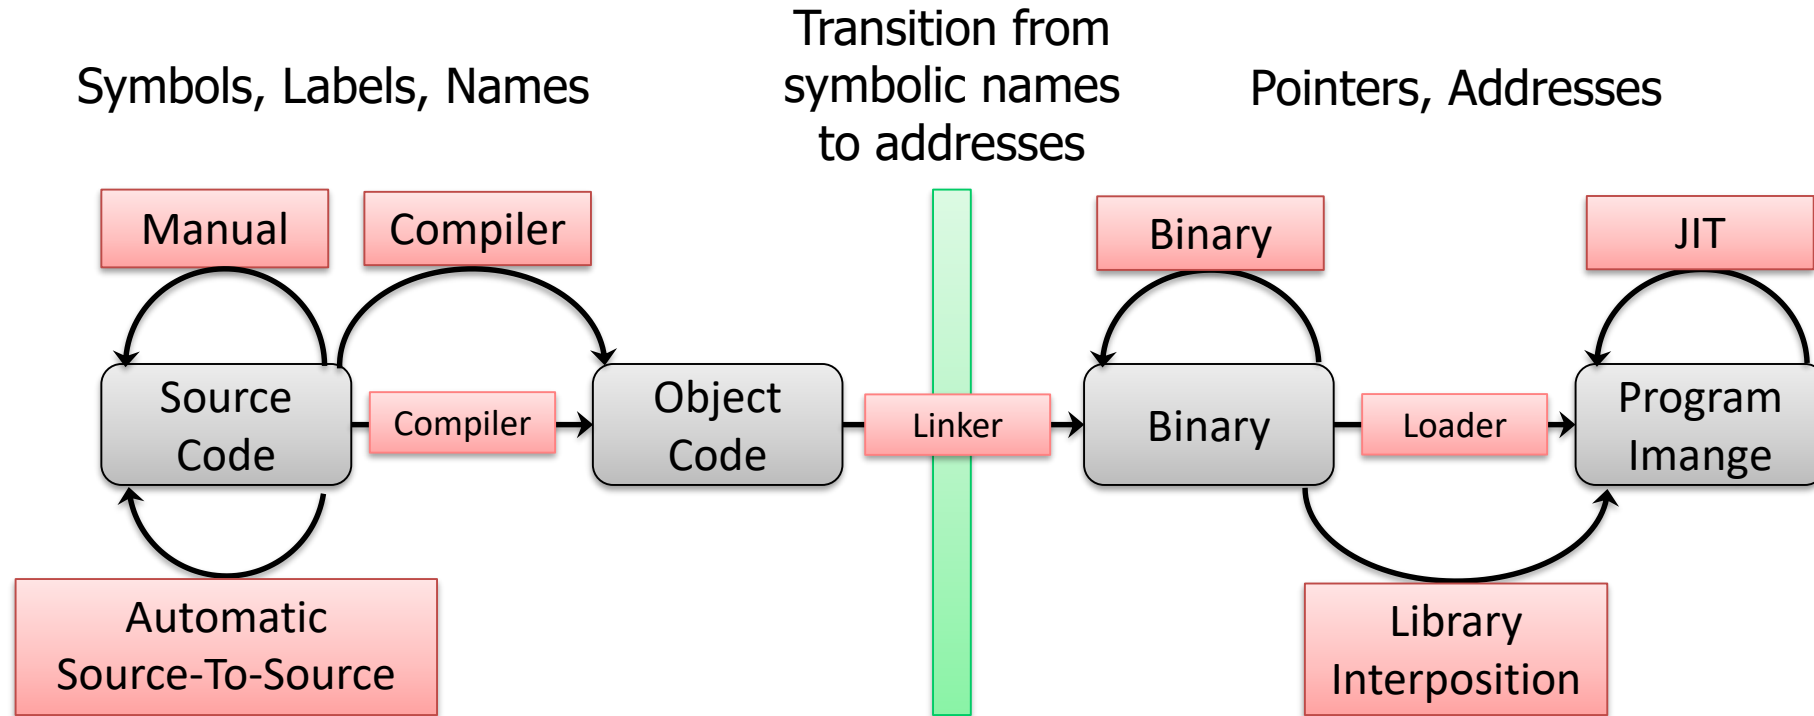 Symbols, Labels, Names
Transition from
symbolic names
to addresses
Pointers, Addresses
Manual
Compiler
Binary
JIT
Source
Code
Compiler
Object
Code
Linker
Binary
Loader
Program
Imange
Automatic
Source-To-Source
Library
Interposition